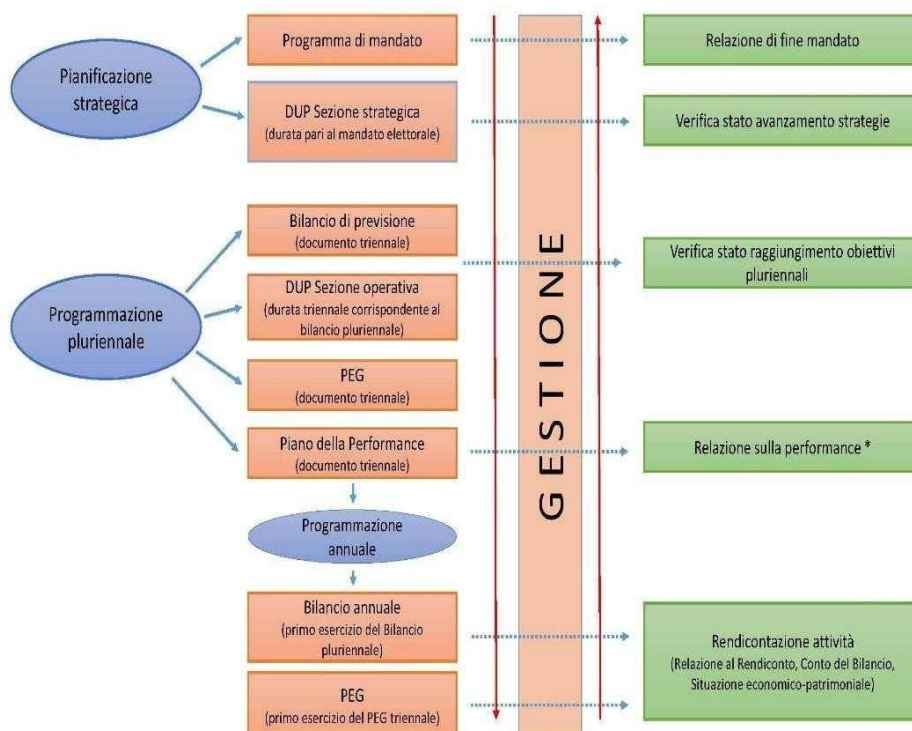 Pianificazione
strategica
Programma di mandato
Relazione di fine mandato
DUP Sezione strategica
(durata pari al mandato elettorale)
Verifica stato avanzamento strategie
Programmazione
pluriennale
Bilancio di previsione
(documento triennale)
DUP Sezione operativa
(durata triennale corrispondente al
bilancio pluriennale)
Verifica stato raggiungimento obiettivi
pluriennali
PEG
(documento triennale)
Piano della Performance
(documento triennale)
Relazione sulla performance *
GESTIONE
Programmazione
annuale
Bilancio annuale
(primo esercizio del Bilancio
pluriennale)
PEG
(primo esercizio del PEG triennale)
Rendicontazione attività
(Relazione al Rendiconto, Conto del Bilancio,
Situazione economico-patrimoniale)